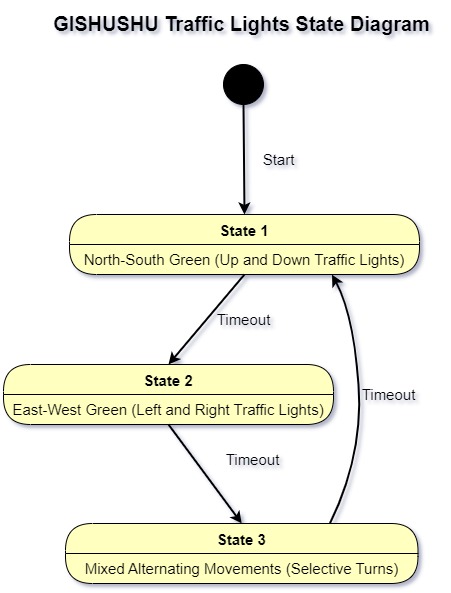 GISHUSHU Traffic Lights State Diagram
Start
State 1
North-South Green (Up and Down Traffic Lights)
Timeout
State 2
East-West Green (Left and Right Traffic Lights)
Timeout
Timeout
State 3
Mixed Alternating Movements (Selective Turns)